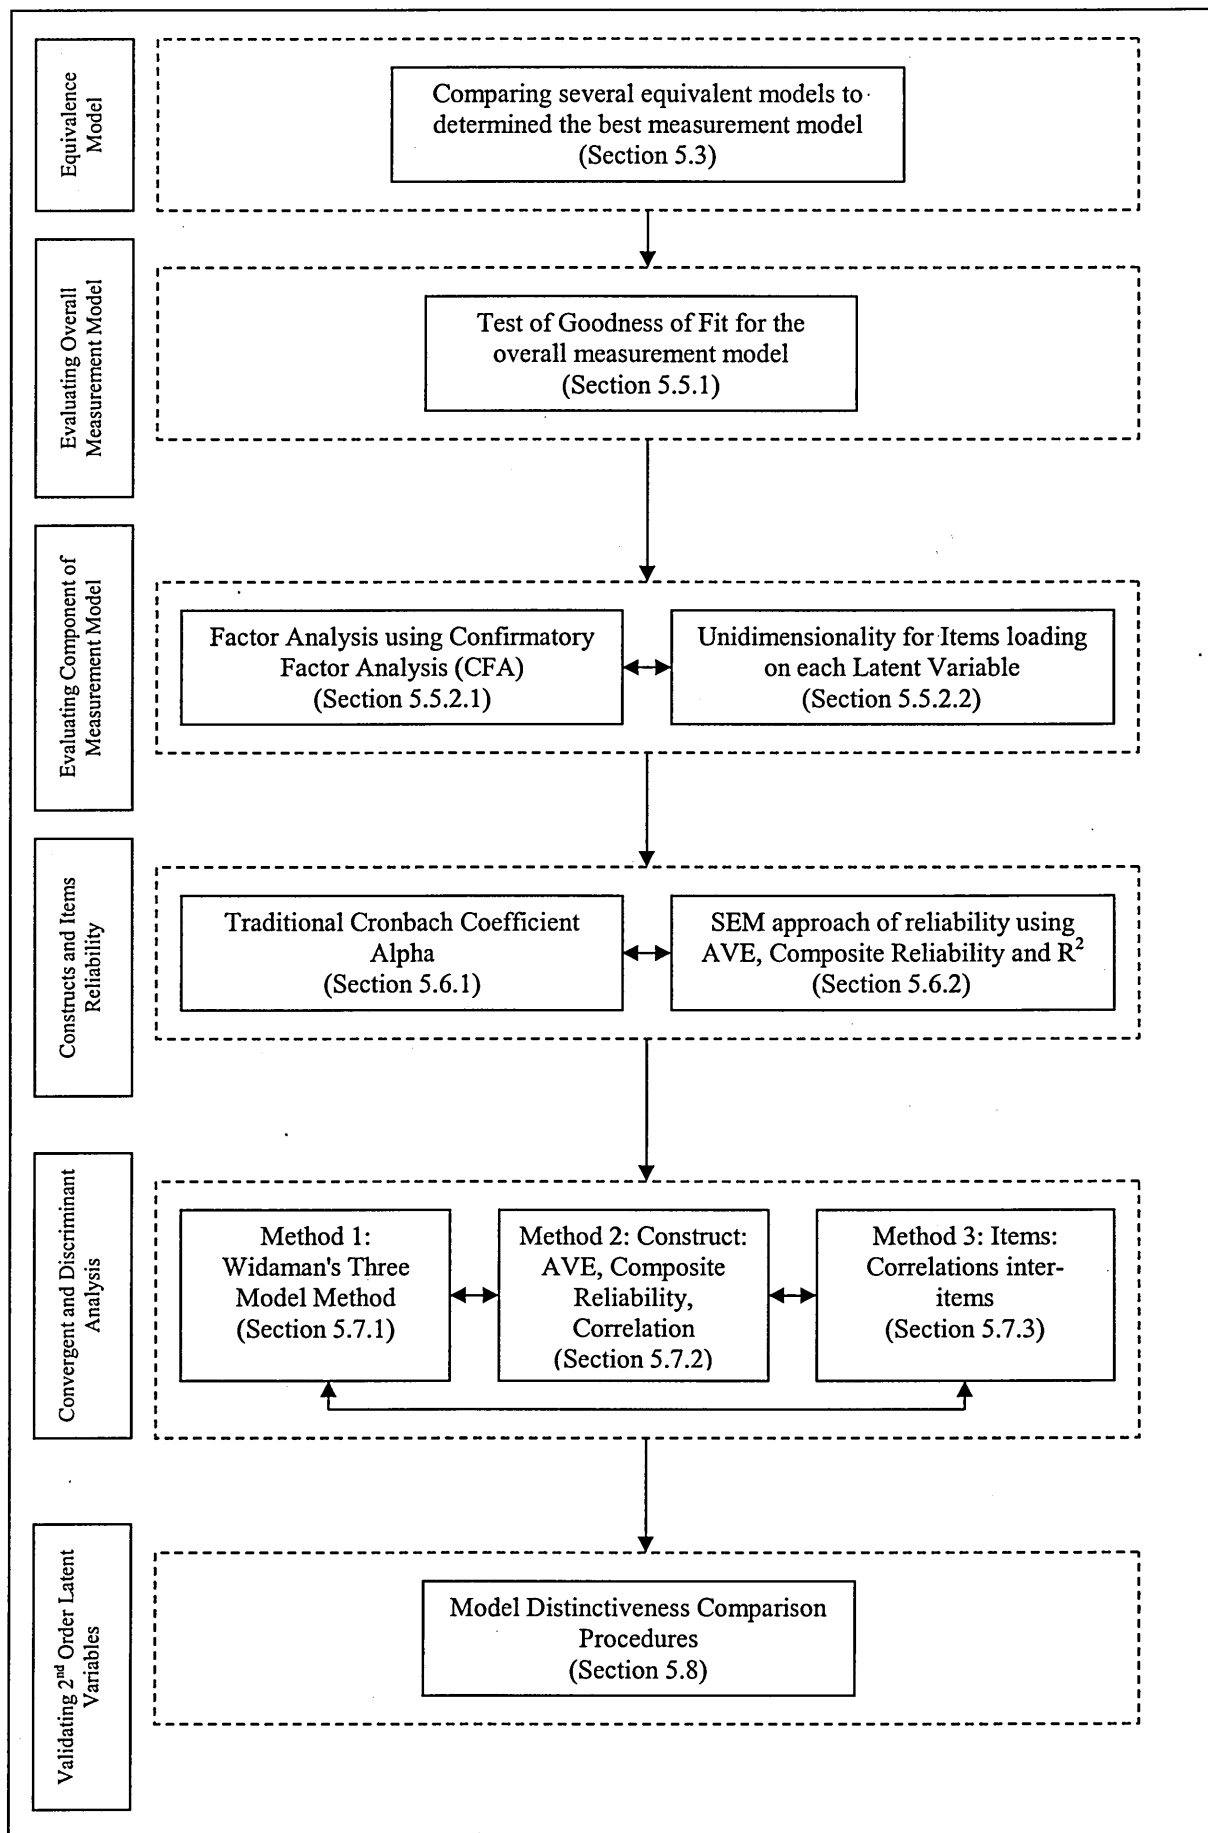 Equivalence
Model
Comparing several equivalent models to
determined the best measurement model
(Section 5.3)
Evaluating Overall
Measurement Model
Test of Goodness of Fit for the
overall measurement model
(Section 5.5.1)
Evaluating Component of
Measurement Model
Factor Analysis using Confirmatory
Factor Analysis (CFA)
(Section 5.5.2.1)
Unidimensionality for Items loading
on each Latent Variable
(Section 5.5.2.2)
Constructs and Items
Reliability
Traditional Cronbach Coefficient
Alpha
(Section 5.6.1)
SEM approach of reliability using
AVE, Composite Reliability and R²
(Section 5.6.2)
Convergent and Discriminant
Analysis
Method 1:
Widaman's Three
Model Method
(Section 5.7.1)
Method 2: Construct:
AVE, Composite
Reliability,
Correlation
(Section 5.7.2)
Method 3: Items:
Correlations inter-
items
(Section 5.7.3)
Validating 2nd Order Latent
Variables
Model Distinctiveness Comparison
Procedures
(Section 5.8)